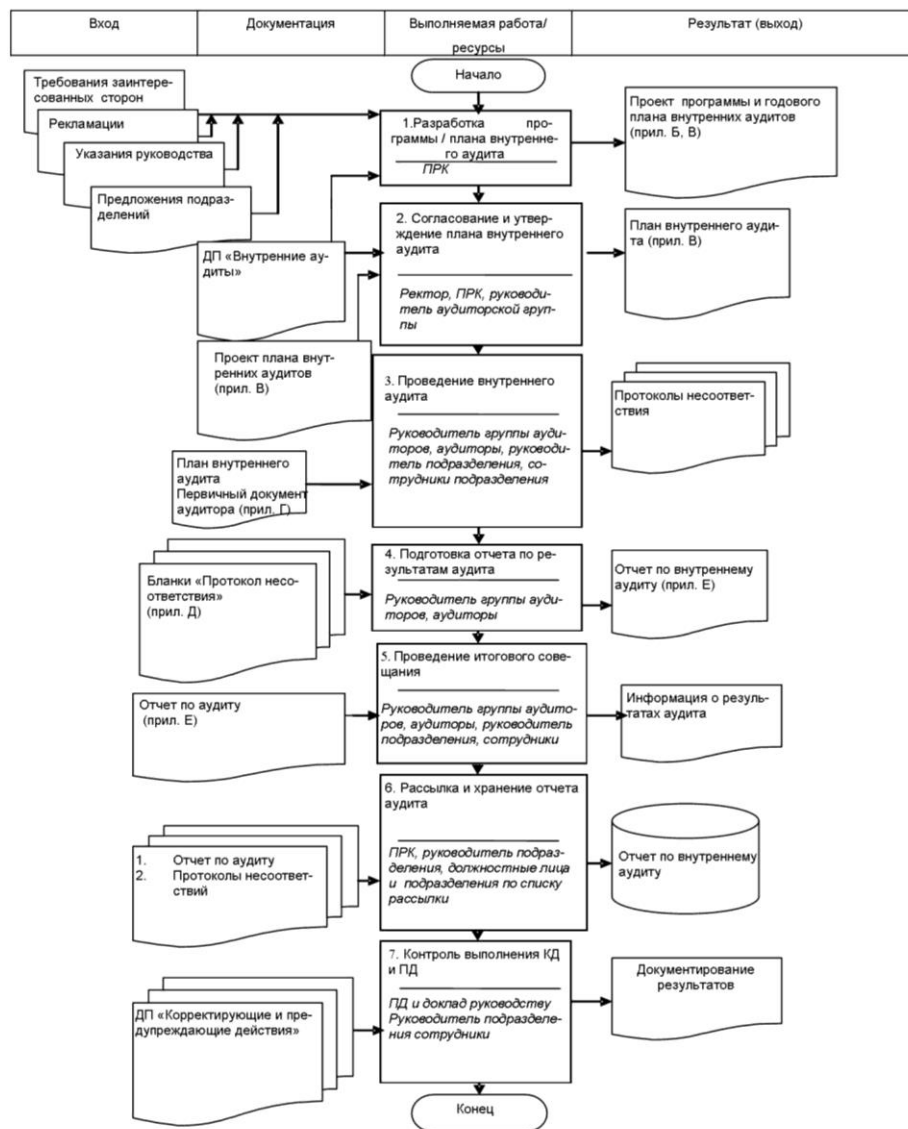 Вход
Документация
Выполняемая работа/
ресурсы
Результат (выход)
Начало
Требования заинтере-
сованных сторон
Рекламации
Указания руководства
Предложения подраз-
делений
1.Разработка про-
граммы / плана внутренне-
го аудита
ПРК
Проект программы и годового
плана внутренних аудитов
(прил. Б, В)
ДП «Внутренние ау-
диты»
2. Согласование и утвер-
ждение плана внутреннего
аудита
Ректор, ПРК, руководи-
тель аудиторской груп-
пы
План внутреннего ауди-
та (прил. В)
Проект плана внут-
ренних аудитов
(прил. В)
3. Проведение внутреннего
аудита
Руководитель группы ауди-
торов, аудиторы, руководи-
тель подразделения, со-
трудники подразделения
Протоколы несоответ-
ствия
План внутреннего
аудита
Первичный документ
аудитора (прил. Г)
4. Подготовка отчета по ре-
зультатам аудита
Руководитель группы ауди-
торов, аудиторы
Бланки «Протокол несо-
ответствия»
(прил. Д)
Отчет по внутреннему
аудиту (прил. Е)
5. Проведение итогового сове-
щания
Руководитель группы аудито-
ров, аудиторы, руководитель
подразделения, сотрудники
Отчет по аудиту
(прил. Е)
Информация о резуль-
татах аудита
6. Рассылка и хранение отчета
аудита
ПРК, руководитель подраз-
деления, должностные лица
и подразделения по списку
рассылки
1. Отчет по аудиту
2. Протоколы несоответ-
ствий
Отчет по внутреннему
аудиту
7. Контроль выполнения КД
и ПД
ПД и доклад руководству
Руководитель подразделе-
ния сотрудники
ДП «Корректирующие и пре-
дупреждающие действия»
Документирование
результатов
Конец